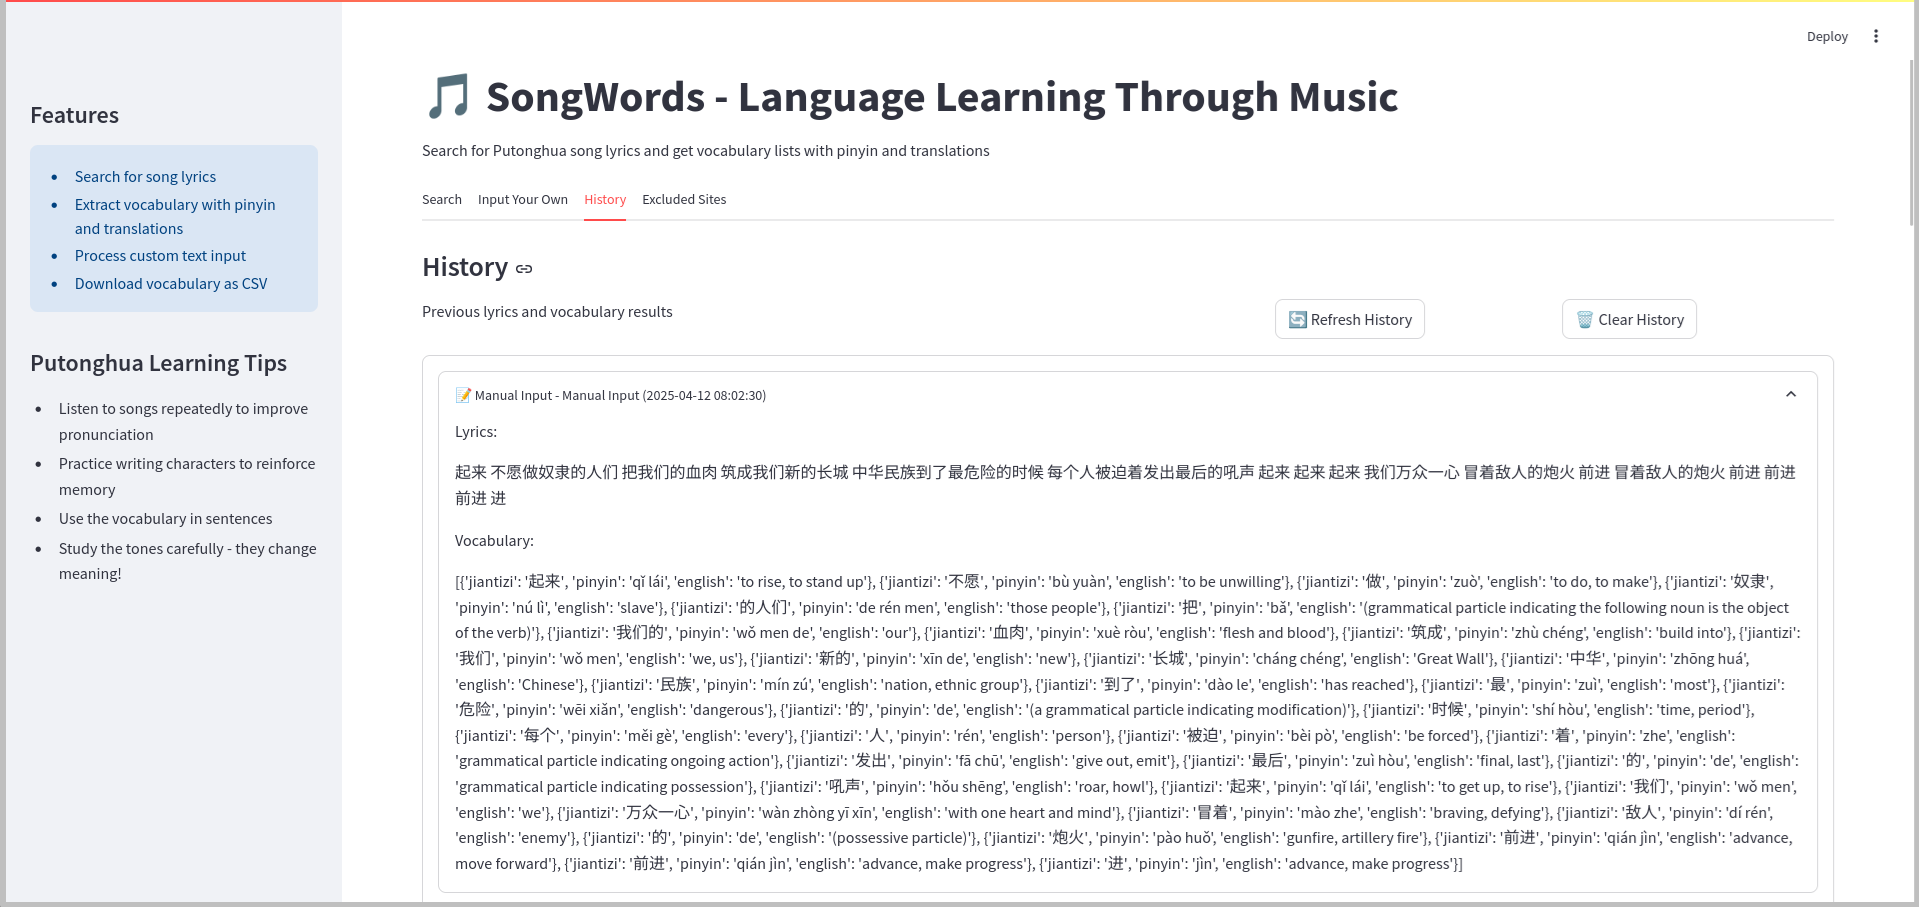 Deploy
Features
Search for song lyrics
Extract vocabulary with pinyin
and translations
Process custom text input
Download vocabulary as CSV
Putonghua Learning Tips
Listen to songs repeatedly to improve
pronunciation
Practice writing characters to reinforce
memory
Use the vocabulary in sentences
Study the tones carefully - they change
meaning!
🎵 SongWords - Language Learning Through Music
Search for Putonghua song lyrics and get vocabulary lists with pinyin and translations
Search Input Your Own History Excluded Sites
History
Previous lyrics and vocabulary results
🔄 Refresh History
🗑️ Clear History
📝 Manual Input - Manual Input (2025-04-12 08:02:30)
Lyrics:
起来 不愿做奴隶的人们 把我们的血肉 筑成我们新的长城 中华民族到了最危险的时候 每个人被迫着发出最后的吼声 起来 起来 起来 我们万众一心 冒着敌人的炮火 前进 冒着敌人的炮火 前进 前进
前进 进
Vocabulary:
[{'jiantizi': '起来', 'pinyin': 'qǐ lái', 'english': 'to rise, to stand up'}, {'jiantizi': '不愿', 'pinyin': 'bù yuàn', 'english': 'to be unwilling'}, {'jiantizi': '做', 'pinyin': 'zuò', 'english': 'to do, to make'}, {'jiantizi': '奴隶',
'pinyin': 'nú lì', 'english': 'slave'}, {'jiantizi': '的人们', 'pinyin': 'de rén men', 'english': 'those people'}, {'jiantizi': '把', 'pinyin': 'bǎ', 'english': '(grammatical particle indicating the following noun is the object
of the verb)'}, {'jiantizi': '我们的', 'pinyin': 'wǒ men de', 'english': 'our'}, {'jiantizi': '血肉', 'pinyin': 'xuè ròu', 'english': 'flesh and blood'}, {'jiantizi': '筑成', 'pinyin': 'zhù chéng', 'english': 'build into'}, {'jiantizi':
'我们', 'pinyin': 'wǒ men', 'english': 'we, us'}, {'jiantizi': '新的', 'pinyin': 'xīn de', 'english': 'new'}, {'jiantizi': '长城', 'pinyin': 'cháng chéng', 'english': 'Great Wall'}, {'jiantizi': '中华', 'pinyin': 'zhōng huá',
'english': 'Chinese'}, {'jiantizi': '民族', 'pinyin': 'mín zú', 'english': 'nation, ethnic group'}, {'jiantizi': '到了', 'pinyin': 'dào le', 'english': 'has reached'}, {'jiantizi': '最', 'pinyin': 'zuì', 'english': 'most'}, {'jiantizi':
'危险', 'pinyin': 'wēi xiǎn', 'english': 'dangerous'}, {'jiantizi': '的', 'pinyin': 'de', 'english': '(a grammatical particle indicating modification)'}, {'jiantizi': '时候', 'pinyin': 'shí hòu', 'english': 'time, period'},
{'jiantizi': '每个', 'pinyin': 'měi gè', 'english': 'every'}, {'jiantizi': '人', 'pinyin': 'rén', 'english': 'person'}, {'jiantizi': '被迫', 'pinyin': 'bèi pò', 'english': 'be forced'}, {'jiantizi': '着', 'pinyin': 'zhe', 'english':
'grammatical particle indicating ongoing action'}, {'jiantizi': '发出', 'pinyin': 'fā chū', 'english': 'give out, emit'}, {'jiantizi': '最后', 'pinyin': 'zuì hòu', 'english': 'final, last'}, {'jiantizi': '的', 'pinyin': 'de', 'english':
'grammatical particle indicating possession'}, {'jiantizi': '吼声', 'pinyin': 'hǒu shēng', 'english': 'roar, howl'}, {'jiantizi': '起来', 'pinyin': 'qǐ lái', 'english': 'to get up, to rise'}, {'jiantizi': '我们', 'pinyin': 'wǒ men',
'english': 'we'}, {'jiantizi': '万众一心', 'pinyin': 'wàn zhòng yī xīn', 'english': 'with one heart and mind'}, {'jiantizi': '冒着', 'pinyin': 'mào zhe', 'english': 'braving, defying'}, {'jiantizi': '敌人', 'pinyin': 'dí rén',
'english': 'enemy'}, {'jiantizi': '的', 'pinyin': 'de', 'english': '(possessive particle)'}, {'jiantizi': '炮火', 'pinyin': 'pào huǒ', 'english': 'gunfire, artillery fire'}, {'jiantizi': '前进', 'pinyin': 'qián jìn', 'english': 'advance,
move forward'}, {'jiantizi': '前进', 'pinyin': 'qián jìn', 'english': 'advance, make progress'}, {'jiantizi': '进', 'pinyin': 'jìn', 'english': 'advance, make progress'}]